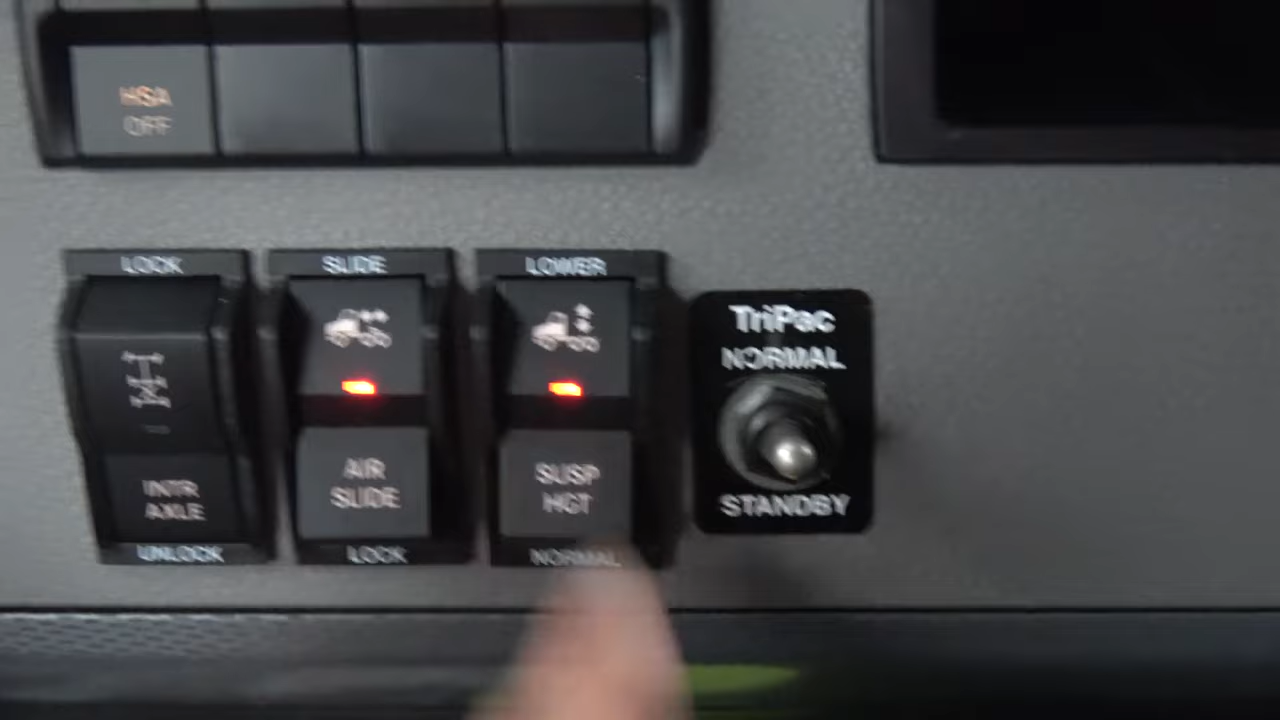 HSA
OFF
LOCK
SLIDE
LOWER
TriPac
NORMAL
INTR
AXLE
AIR
SLIDE
SUSP
HGT
STANDBY
UNLOCK
LOCK
NORMAL